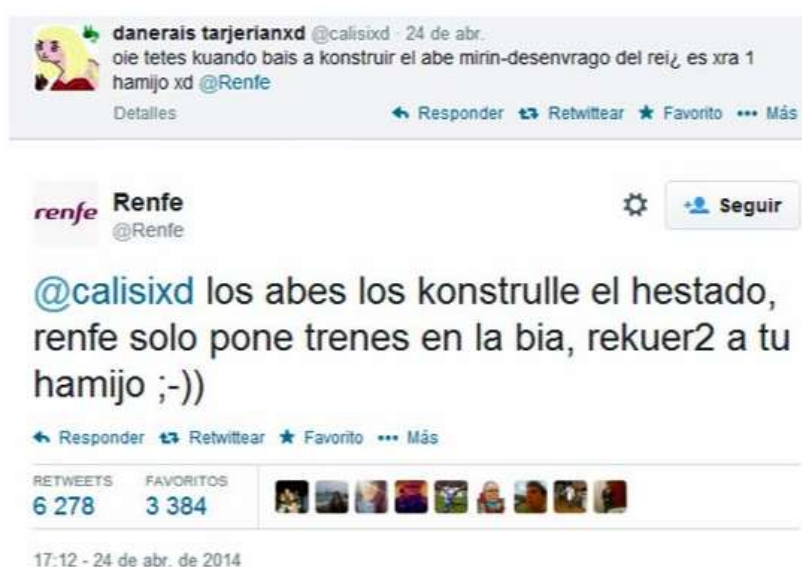 danerais tarjerianxd @calisixd · 24 de abr.
oie tetes kuando bais a konstruir el abe mirin-desenvrago del rei¿ es xra 1
hamijo xd @Renfe
Detalles
Responder Retwittear Favorito Más
renfe
Renfe
@Renfe
Seguir
@calisixd los abes los konstrulle el hestado,
renfe solo pone trenes en la bia, rekuer2 a tu
hamijo ;-))
Responder Retwittear Favorito Más
RETWEETS FAVORITOS
6 278 3 384
17:12 - 24 de abr. de 2014